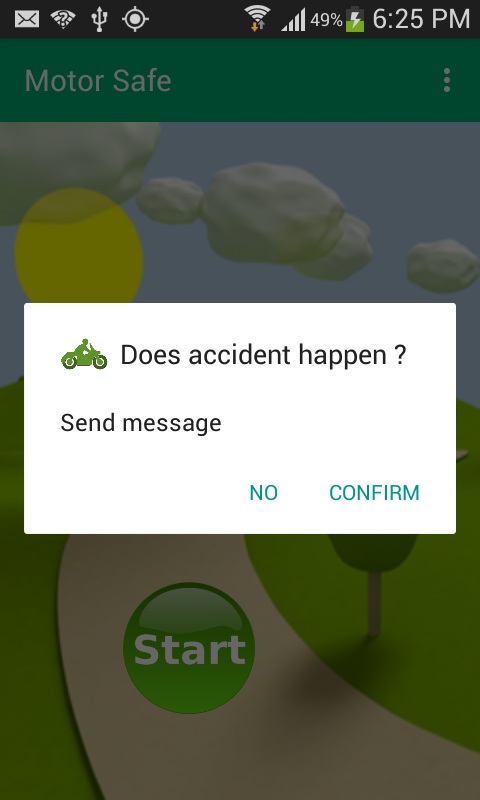 49% 6:25 PM
Motor Safe
Does accident happen ?
Send message
NO CONFIRM
Start